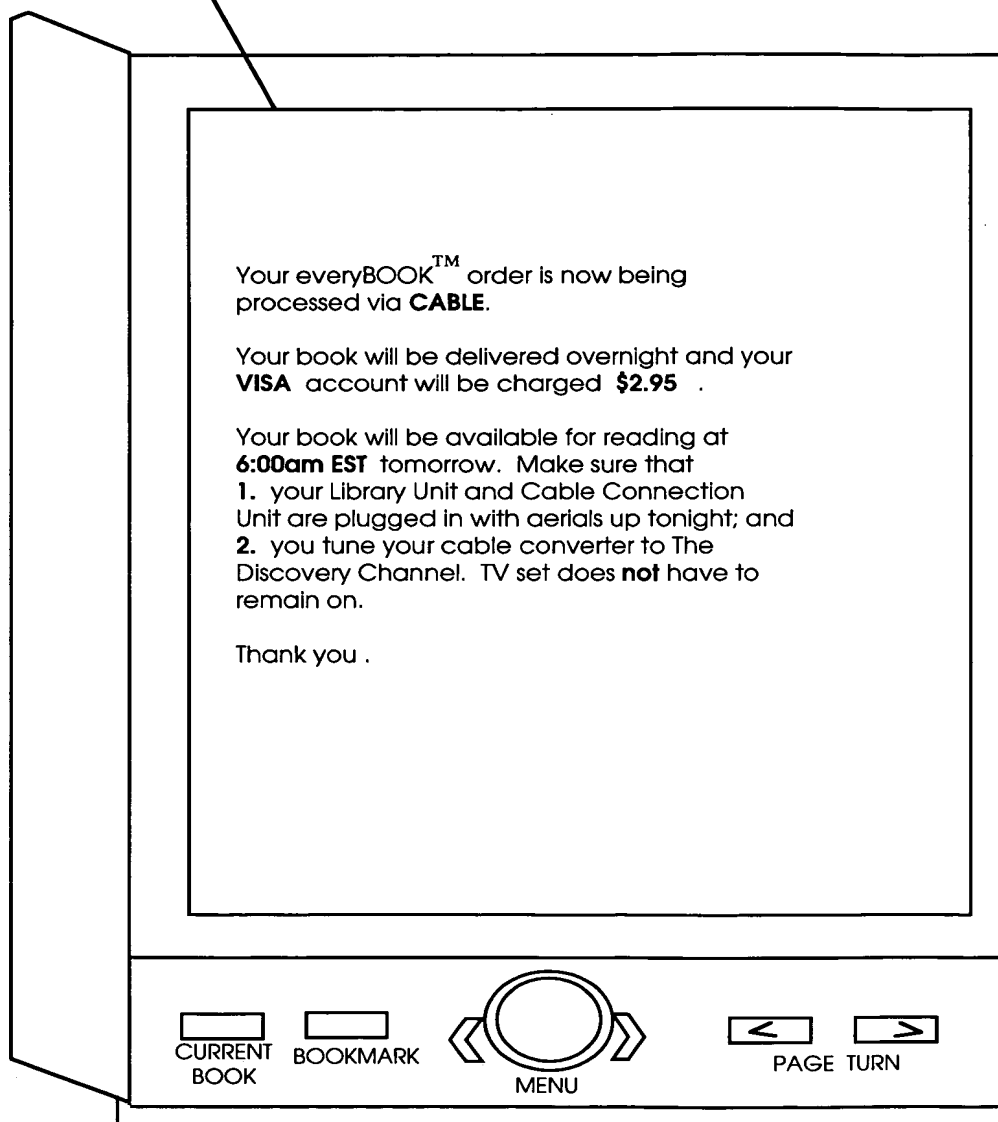 Your everyBOOK™ order is now being
processed via CABLE.
Your book will be delivered overnight and your
VISA account will be charged $2.95 .
Your book will be available for reading at
6:00am EST tomorrow. Make sure that
1. your Library Unit and Cable Connection
Unit are plugged in with aerials up tonight; and
2. you tune your cable converter to The
Discovery Channel. TV set does not have to
remain on.
Thank you .
CURRENT
BOOK
BOOKMARK
MENU
< >
PAGE TURN